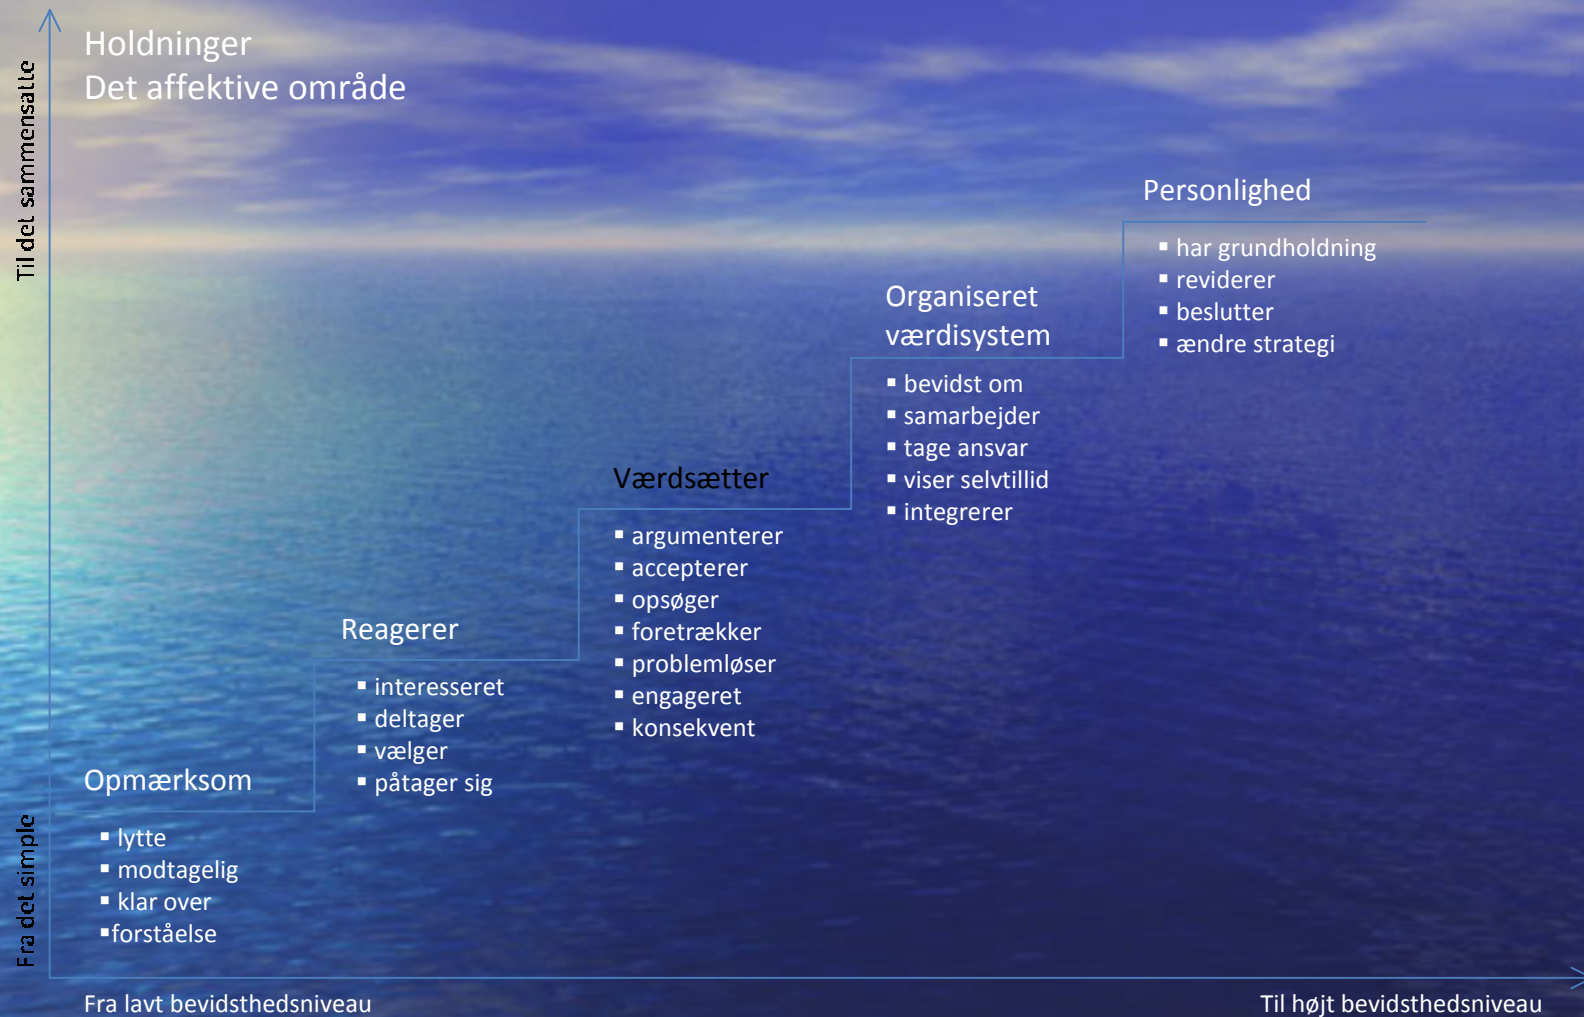 Holdninger
Det affektive område
Til det sammensatte
Fra det simple
Personlighed
▪ har grundholdning
▪ reviderer
▪ beslutter
▪ ændre strategi
Organiseret
værdisystem
▪ bevidst om
▪ samarbejder
▪ tage ansvar
▪ viser selvtillid
▪ integrerer
Værdsætter
▪ argumenterer
▪ accepterer
▪ opsøger
▪ foretrækker
▪ problemløser
▪ engageret
▪ konsekvent
Reagerer
▪ interesseret
▪ deltager
▪ vælger
▪ påtager sig
Opmærksom
▪ lytte
▪ modtagelig
▪ klar over
▪forståelse
Fra lavt bevidsthedsniveau
Til højt bevidsthedsniveau